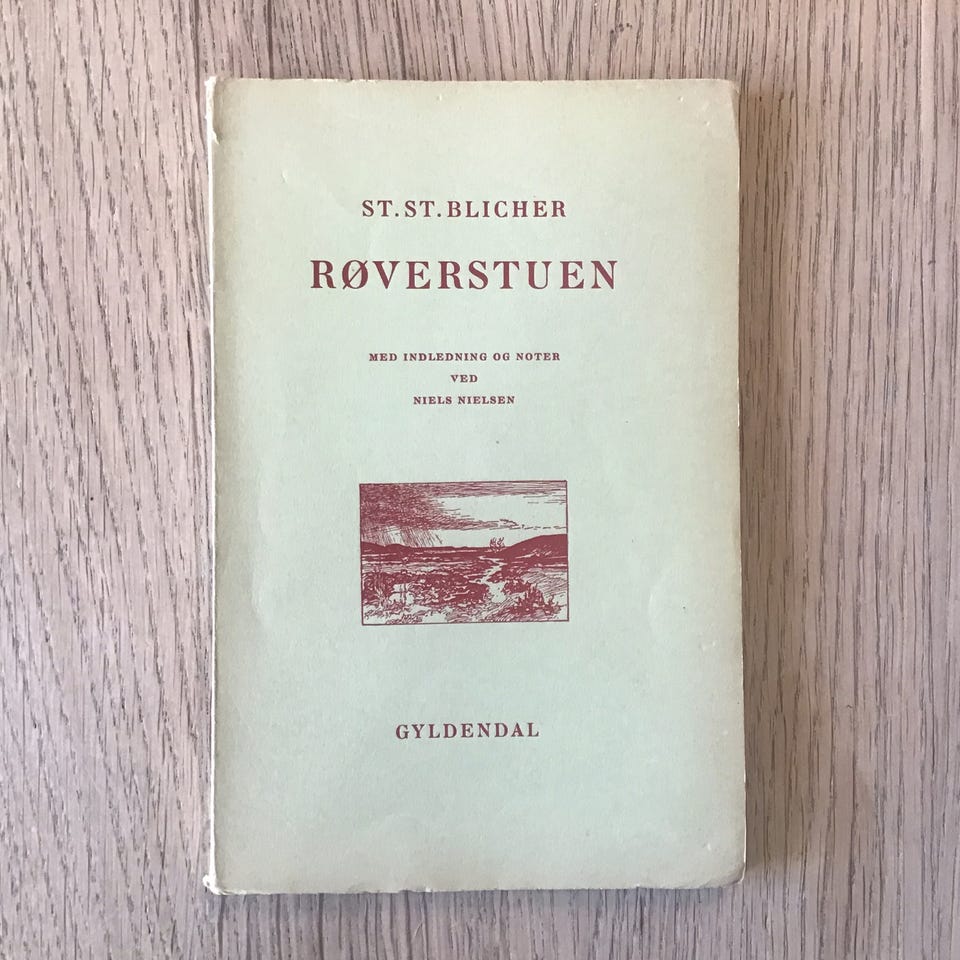 ST. ST. BLICHER
RØVERSTUEN
MED INDLEDNING OG NOTER
VED
NIELS NIELSEN
GYLDENDAL